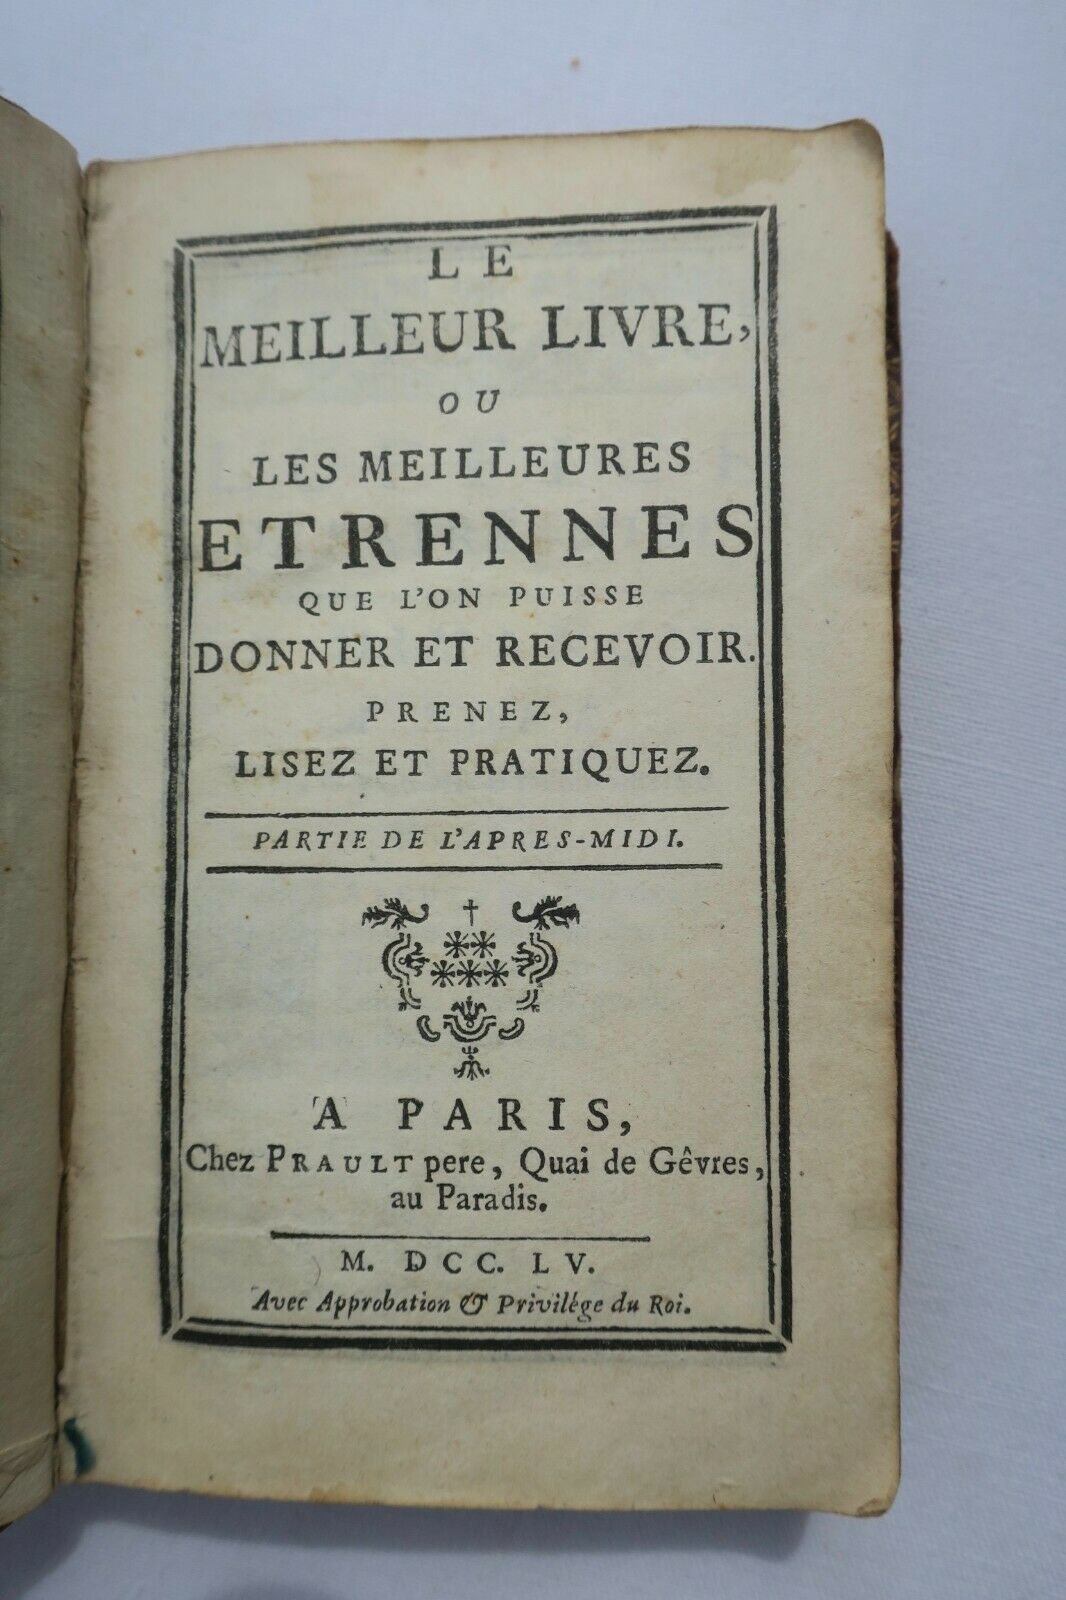 LE
MEILLEUR LIVRE,
OU
LES MEILLEURES
ETRENNES
QUE L'ON PUISSE
DONNER ET RECEVOIR.
PRENEZ,
LISEZ ET PRATIQUEZ.
PARTIE DE L'APRES-MIDI.
A PARIS,
Chez PRAULT pere, Quai de Gêvres,
au Paradis.
M. DCC. LV.
Avec Approbation & Privilége du Roi.